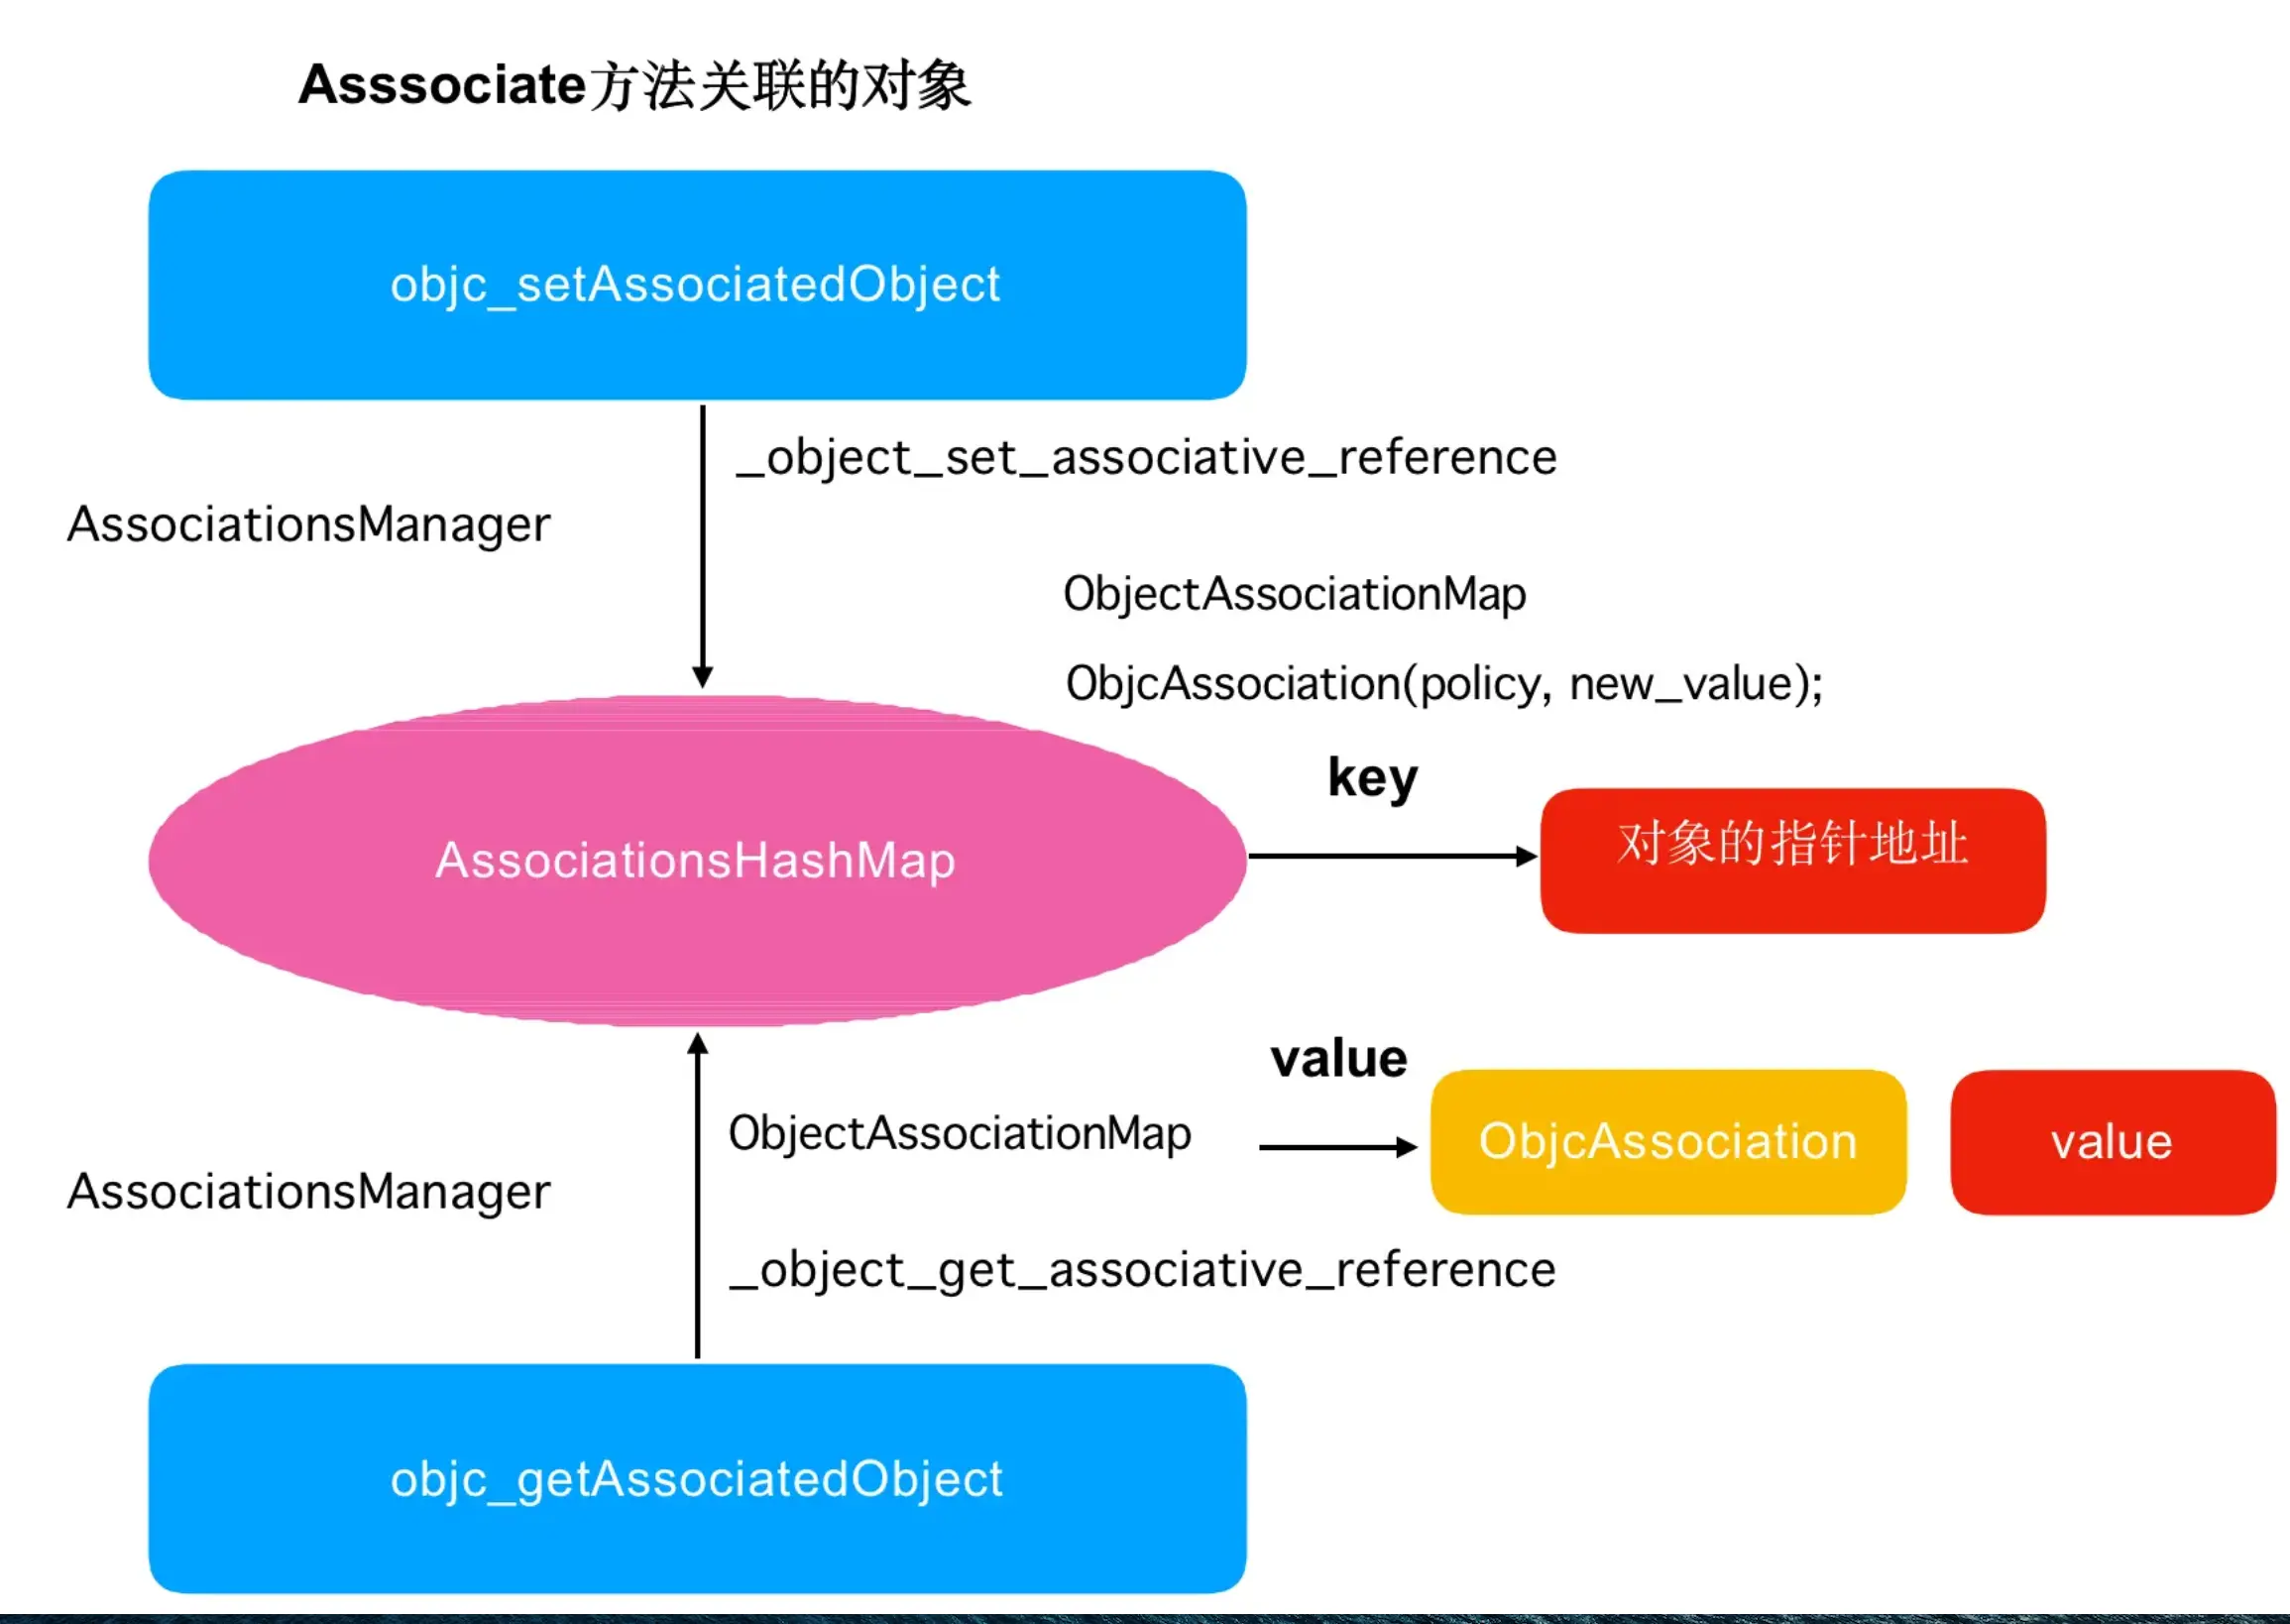 Asssociate方法关联的对象
objc_setAssociatedObject
_object_set_associative_reference
AssociationsManager
ObjectAssociationMap
ObjcAssociation(policy, new_value);
key
对象的指针地址
AssociationsHashMap
value
ObjectAssociationMap
ObjcAssociation
value
AssociationsManager
_object_get_associative_reference
objc_getAssociatedObject